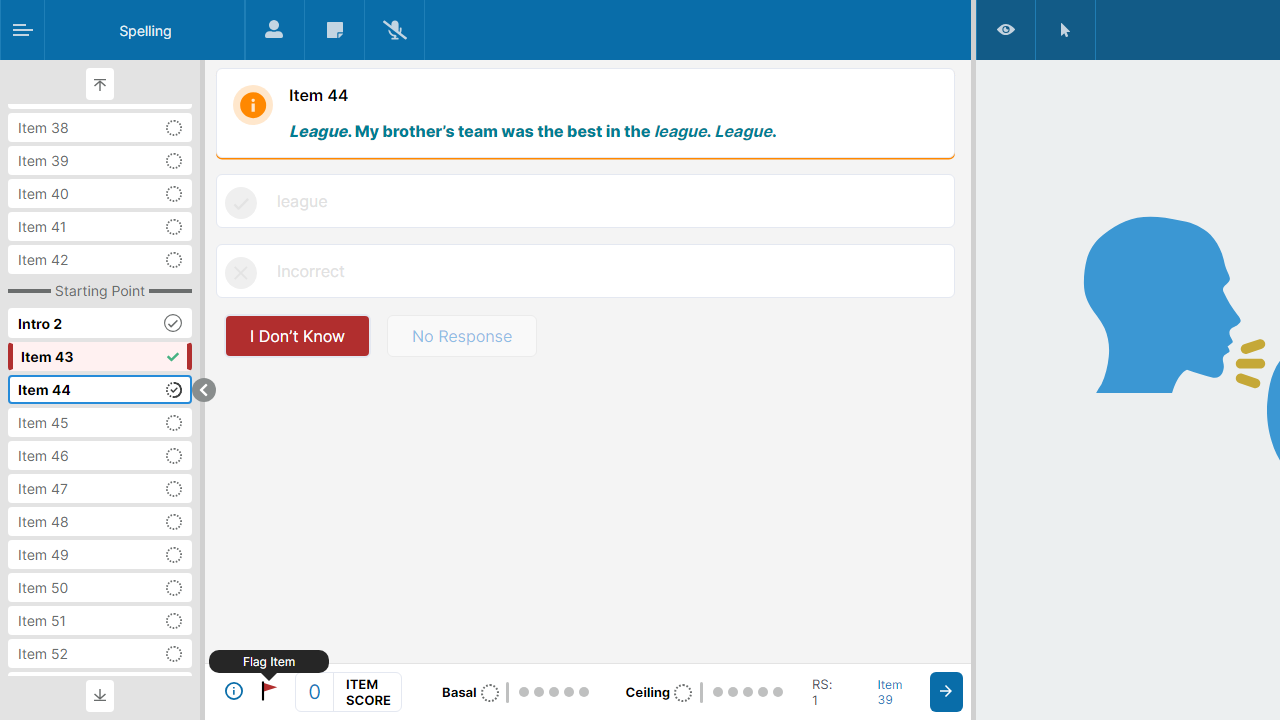 Spelling
Item 38
Item 39
Item 40
Item 41
Item 42
Starting Point
Intro 2
Item 43
Item 44
Item 45
Item 46
Item 47
Item 48
Item 49
Item 50
Item 51
Item 52
Item 44
League. My brother’s team was the best in the league. League.
league
Incorrect
I Don’t Know
No Response
Flag Item
0
ITEM
SCORE
Basal
Ceiling
RS:
1
Item
39